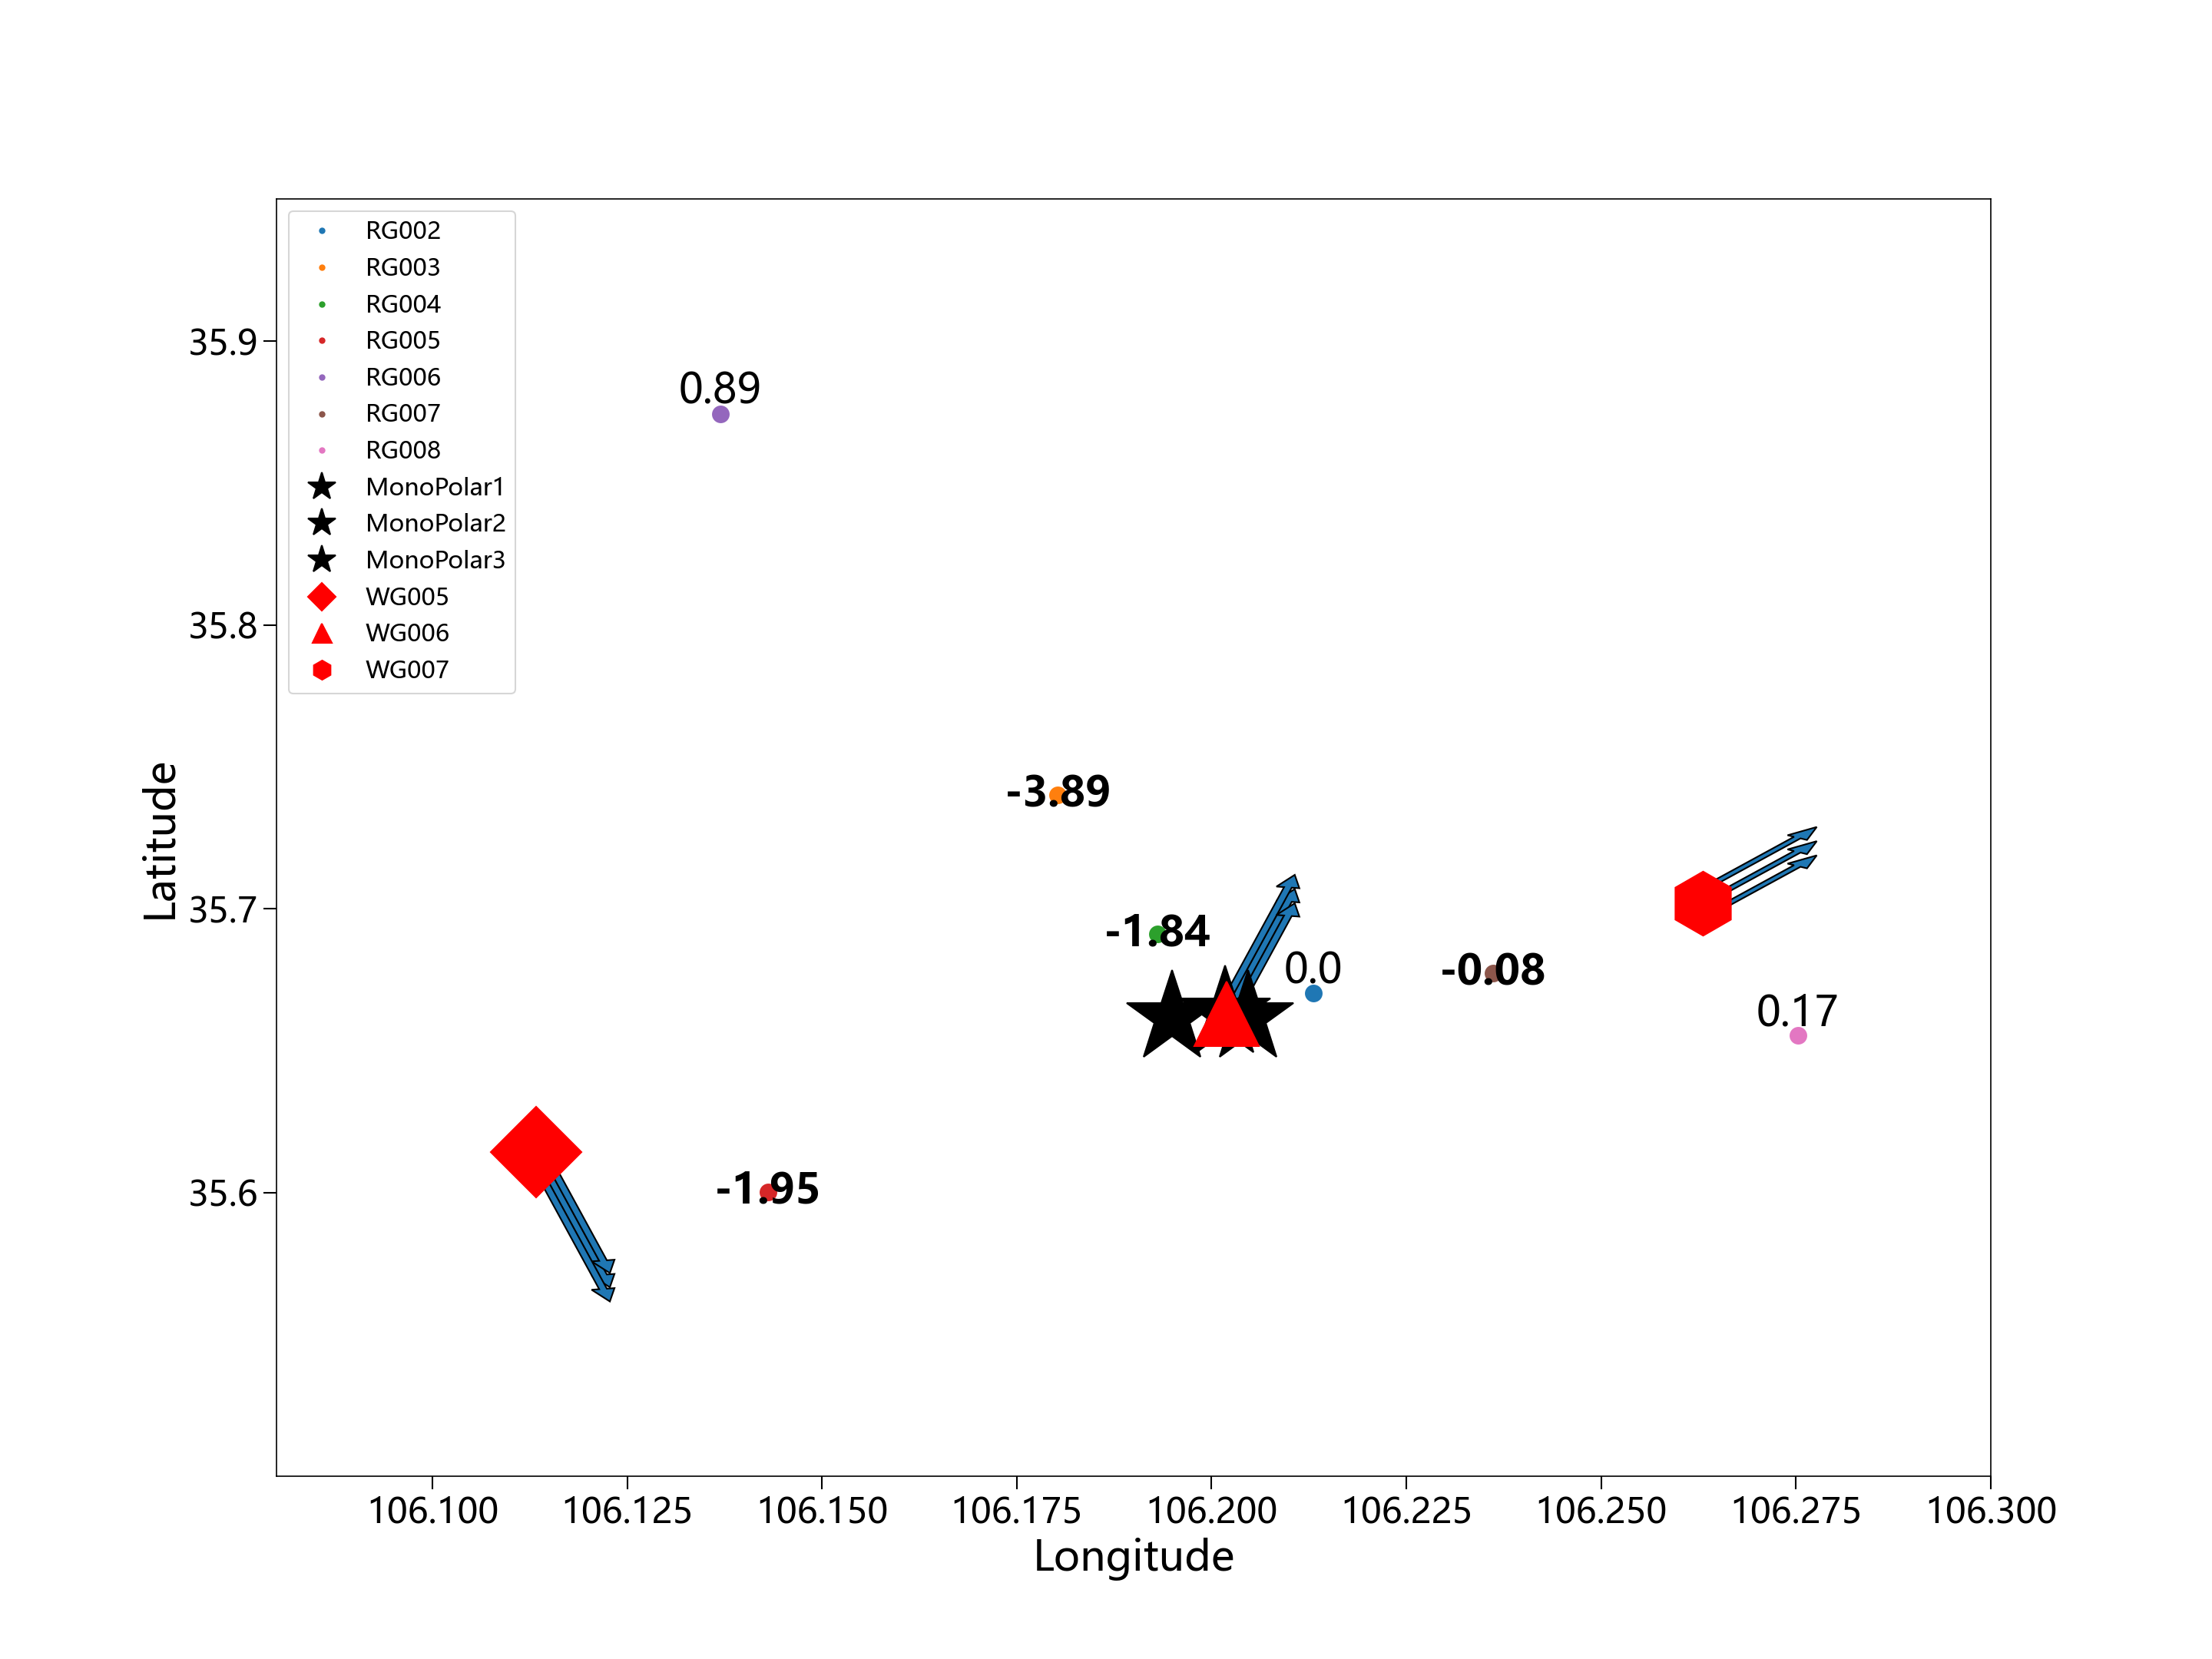 RG002
RG003
RG004
RG005
RG006
RG007
RG008
MonoPolar1
MonoPolar2
MonoPolar3
WG005
WG006
WG007
0.89
-3.89
-1.84
0.0
-0.08
0.17
-1.95
35.9
35.8
35.7
35.6
Latitude
106.100
106.125
106.150
106.175
106.200
106.225
106.250
106.275
106.300
Longitude